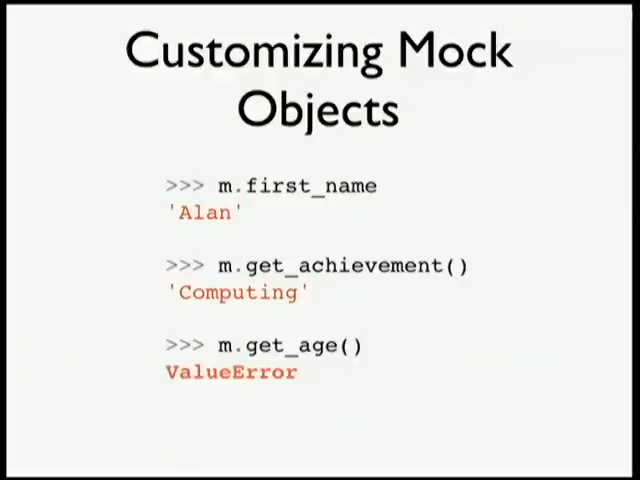 Customizing Mock
Objects
>>> m.first_name
'Alan'
>>> m.get_achievement()
'Computing'
>>> m.get_age()
ValueError